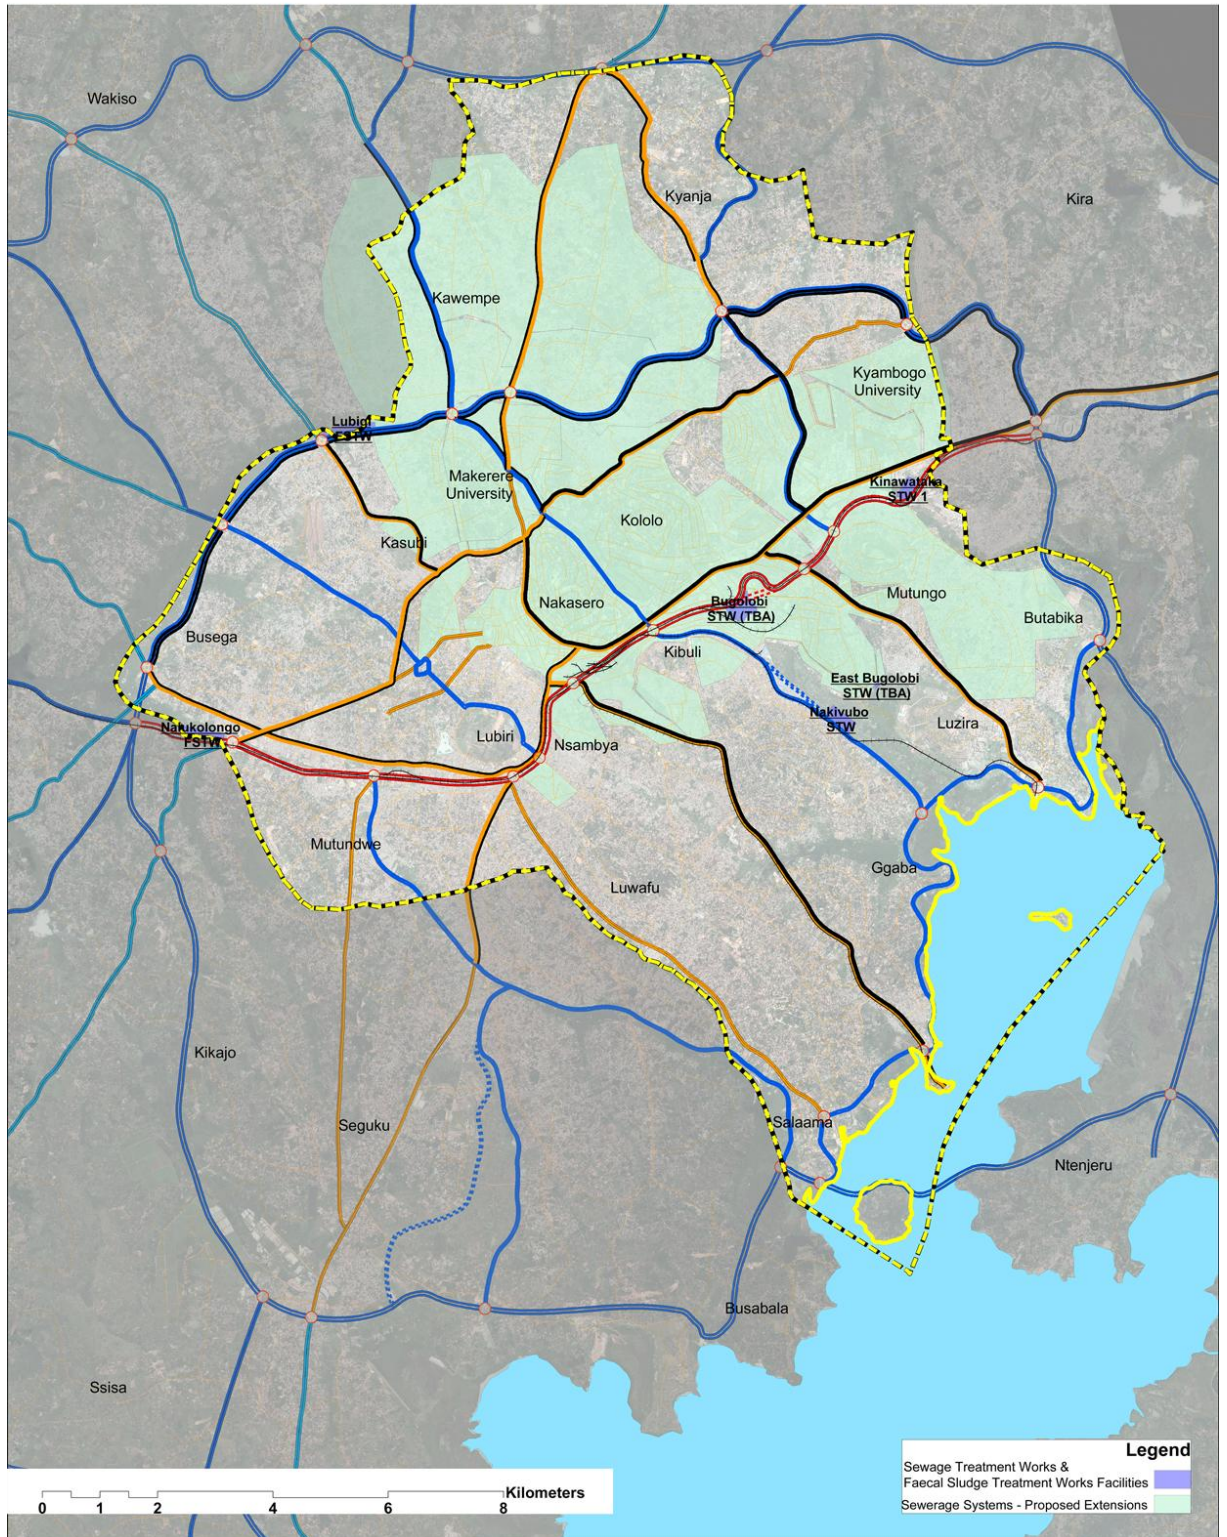 Wakiso
Kira
Kyanja
Kawempe
Kyambogo
University
Lubigi
FSTW
Makerere
University
Kinawataka
STW 1
Kololo
Kasubi
Nakasero
Mutungo
Bugolobi
STW (TBA)
Butabika
Busega
Kibuli
East Bugolobi
STW (TBA)
Nakivubo
STW
Luzira
Nalukolongo
FSTW
Lubiri
Nsambya
Mutundwe
Ggaba
Luwafu
Kikajo
Seguku
Salaama
Ntenjeru
Busabala
Ssisa
Legend
Sewage Treatment Works &
Faecal Sludge Treatment Works Facilities
Sewerage Systems - Proposed Extensions
Kilometers
0 1 2 4 6 8